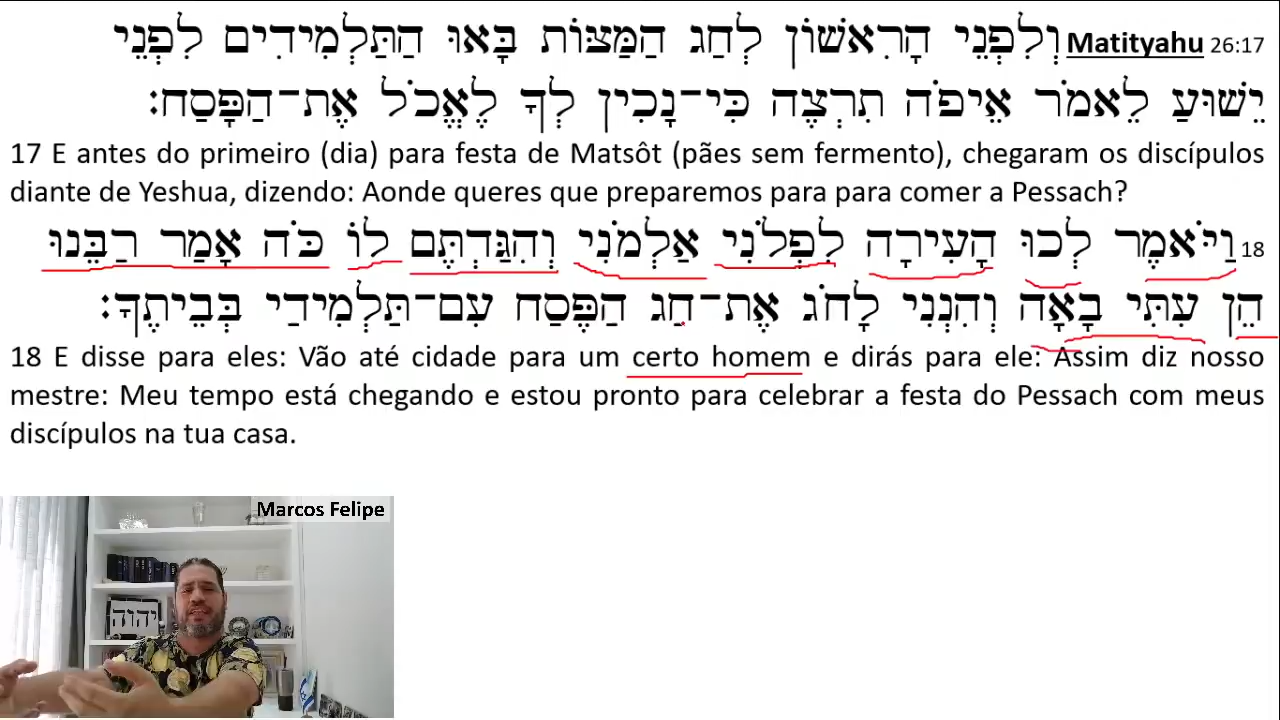 Matityahu 26:17 וְלִפְנֵי הָרִאשׁוֹן לְחַג הַמַּצּוֹת בָּאוּ הַתַּלְמִידִים לִפְנֵי
יֵשׁוּעַ לֵאמֹר אֵיפֹה תִרְצֶה כִּי־נָכִין לְךָ לֶאֱכֹל אֶת־הַפָּסַח:
17 E antes do primeiro (dia) para festa de Matsôt (pães sem fermento), chegaram os discípulos
diante de Yeshua, dizendo: Aonde queres que preparemos para para comer a Pessach?
18 וַיֹּאמֶר לְכוּ הָעִירָה לִפְלֹנִי אַלְמֹנִי וְהִגַּדְתֶּם לוֹ כֹּה אָמַר רַבֵּנוּ
הֵן עִתִּי בָאָה וְהִנְנִי לָחֹג אֶת־חַג הַפֶּסַח עִם־תַּלְמִידַי בְּבֵיתֶךָ:
18 E disse para eles: Vão até cidade para um certo homem e dirás para ele: Assim diz nosso
mestre: Meu tempo está chegando e estou pronto para celebrar a festa do Pessach com meus
discípulos na tua casa.
Marcos Felipe
יהוה